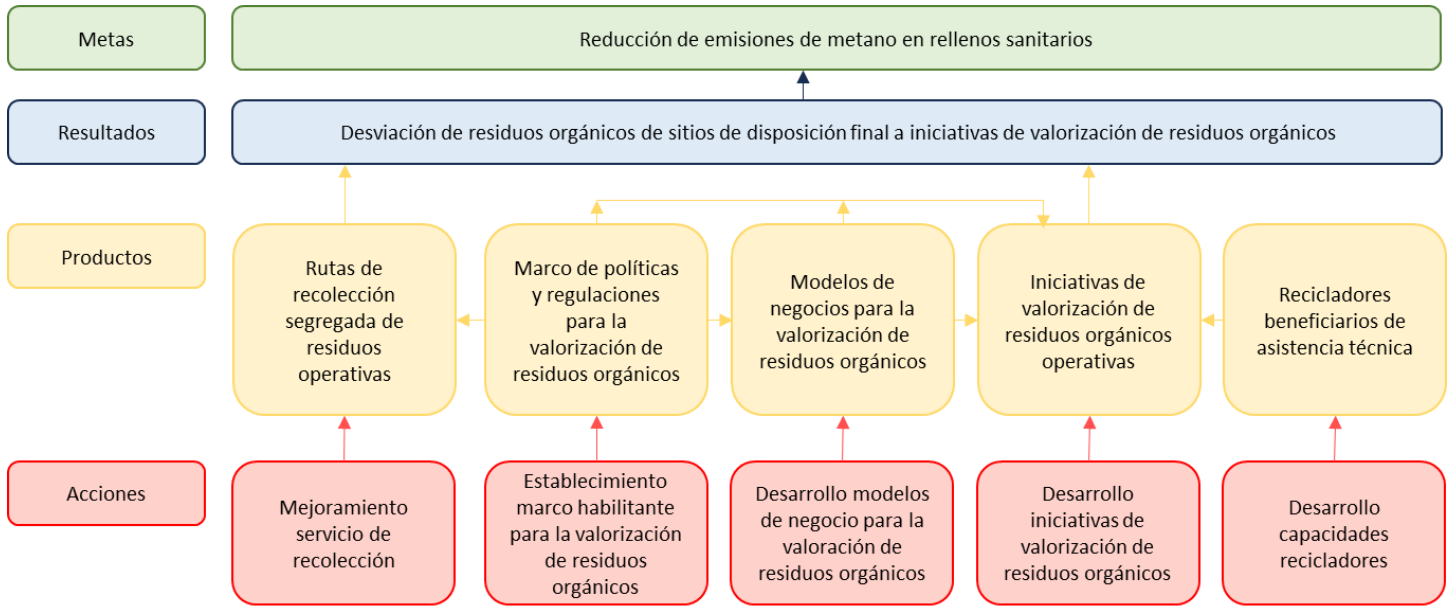 Metas
Reducción de emisiones de metano en rellenos sanitarios
Resultados
Desviación de residuos orgánicos de sitios de disposición final a iniciativas de valorización de residuos orgánicos
Productos
Rutas de
recolección
segregada de
residuos
operativas
Marco de políticas
y regulaciones
para la
valorización de
residuos orgánicos
Modelos de
negocios para la
valorización de
residuos orgánicos
Iniciativas de
valorización de
residuos orgánicos
operativas
Recicladores
beneficiarios de
asistencia técnica
Acciones
Mejoramiento
servicio de
recolección
Establecimiento
marco habilitante
para la valorización
de residuos
orgánicos
Desarrollo modelos
de negocio para la
valoración de
residuos orgánicos
Desarrollo
iniciativas de
valorización de
residuos orgánicos
Desarrollo
capacidades
recicladores